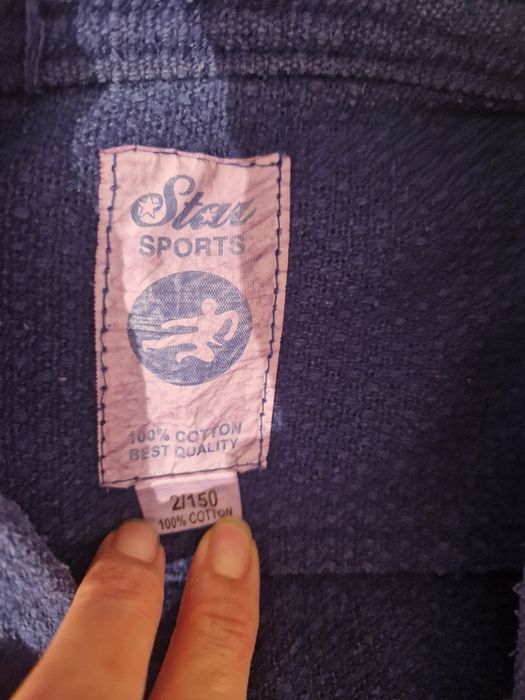 Star
SPORTS
100% COTTON
BEST QUALITY
2/150
100% COTTON